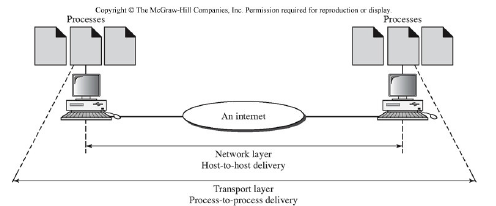 Copyright © The McGraw-Hill Companies, Inc. Permission required for reproduction or display.
Processes
Processes
An internet
Network layer
Host-to-host delivery
Transport layer
Process-to-process delivery